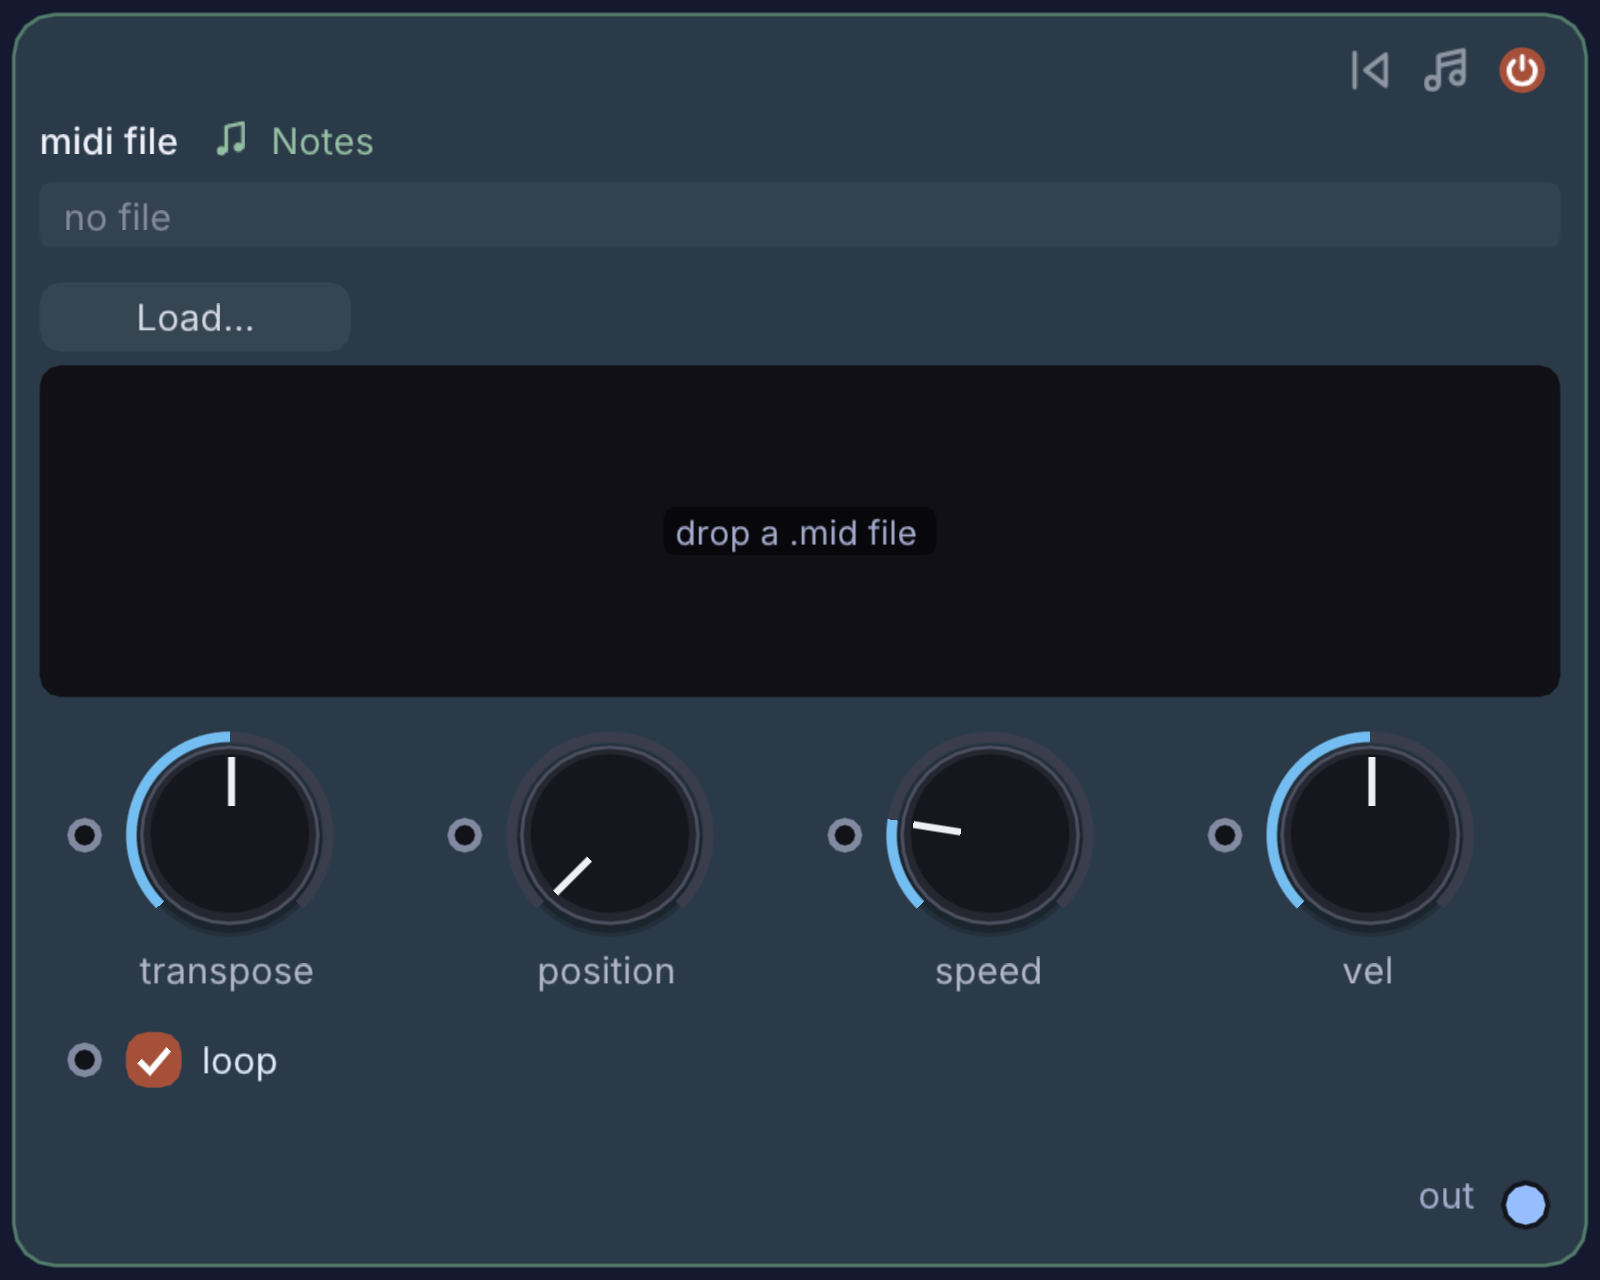 midi file Notes
no file
Load...
drop a .mid file
transpose position speed vel
loop
out